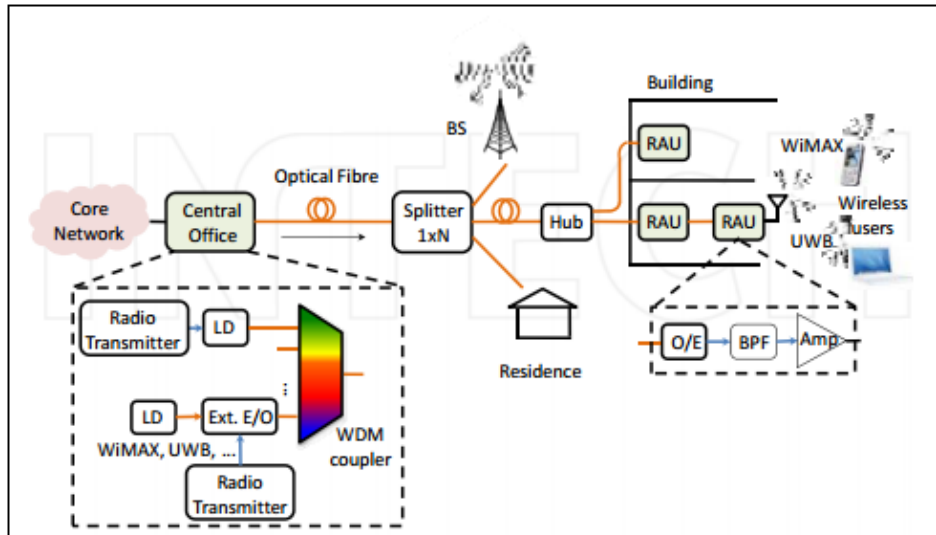 Building
BS
RAU
WiMAX
Optical Fibre
Core
Network
Central
Office
Splitter
1xN
Hub
RAU
RAU
Wireless
users
UWB
Radio
Transmitter
LD
O/E
BPF
Amp
Residence
LD
Ext. E/O
WDM
coupler
WiMAX, UWB, ...
Radio
Transmitter
INTECH